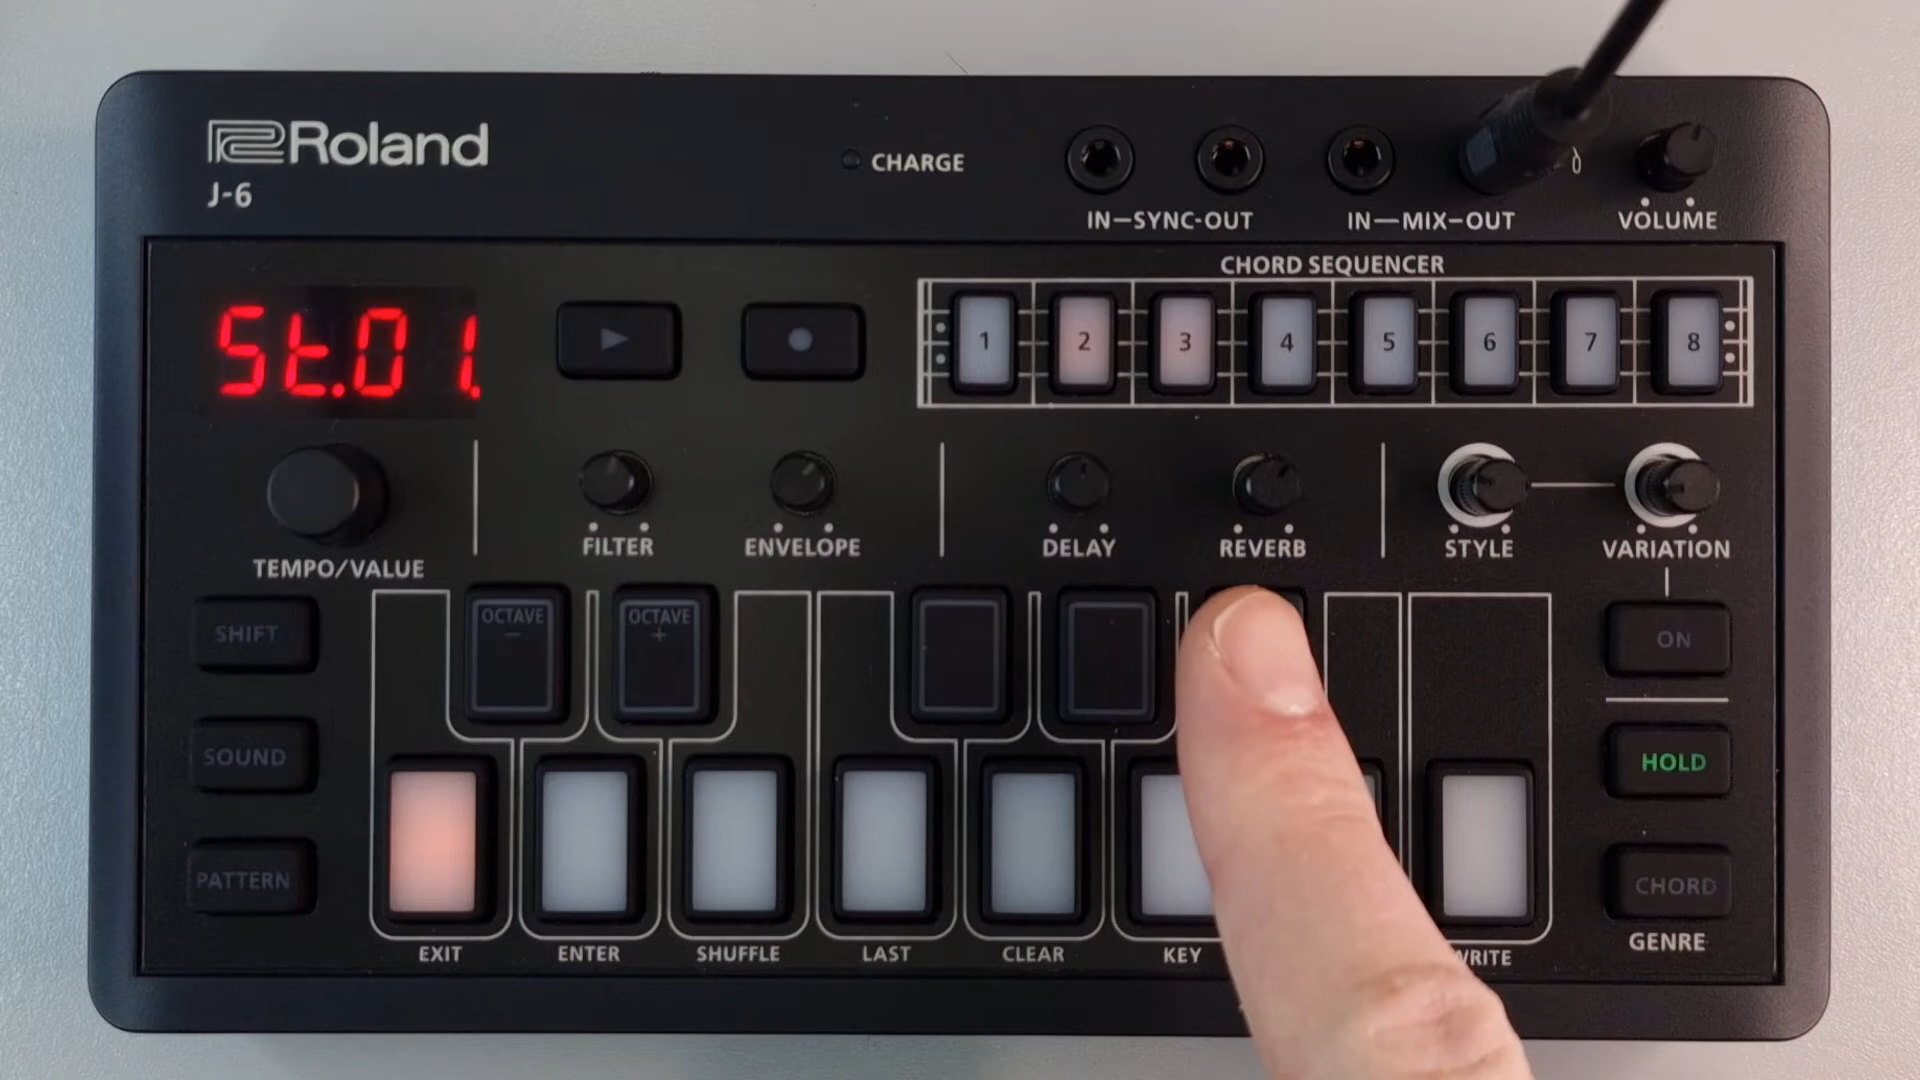 Roland
J-6
CHARGE
IN—SYNC-OUT
IN—MIX—OUT
VOLUME
CHORD SEQUENCER
St.01.
1 2 3 4 5 6 7 8
TEMPO/VALUE
FILTER
ENVELOPE
DELAY
REVERB
STYLE
VARIATION
SHIFT
OCTAVE −
OCTAVE +
ON
SOUND
HOLD
PATTERN
CHORD
GENRE
EXIT
ENTER
SHUFFLE
LAST
CLEAR
KEY
WRITE